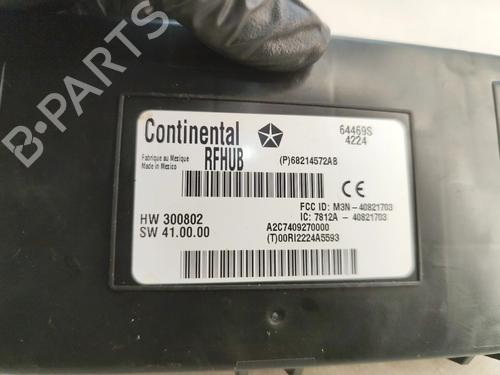 B-PARTS
Continental
RFHUB
Fabrique au Mexique
Made in Mexico
64469S
4224
(P)68214572AB
HW 300802
SW 41.00.00
FCC ID: M3N - 40821703
IC: 7812A - 40821703
A2C7409270000
(T)00RI2224A5593
CE